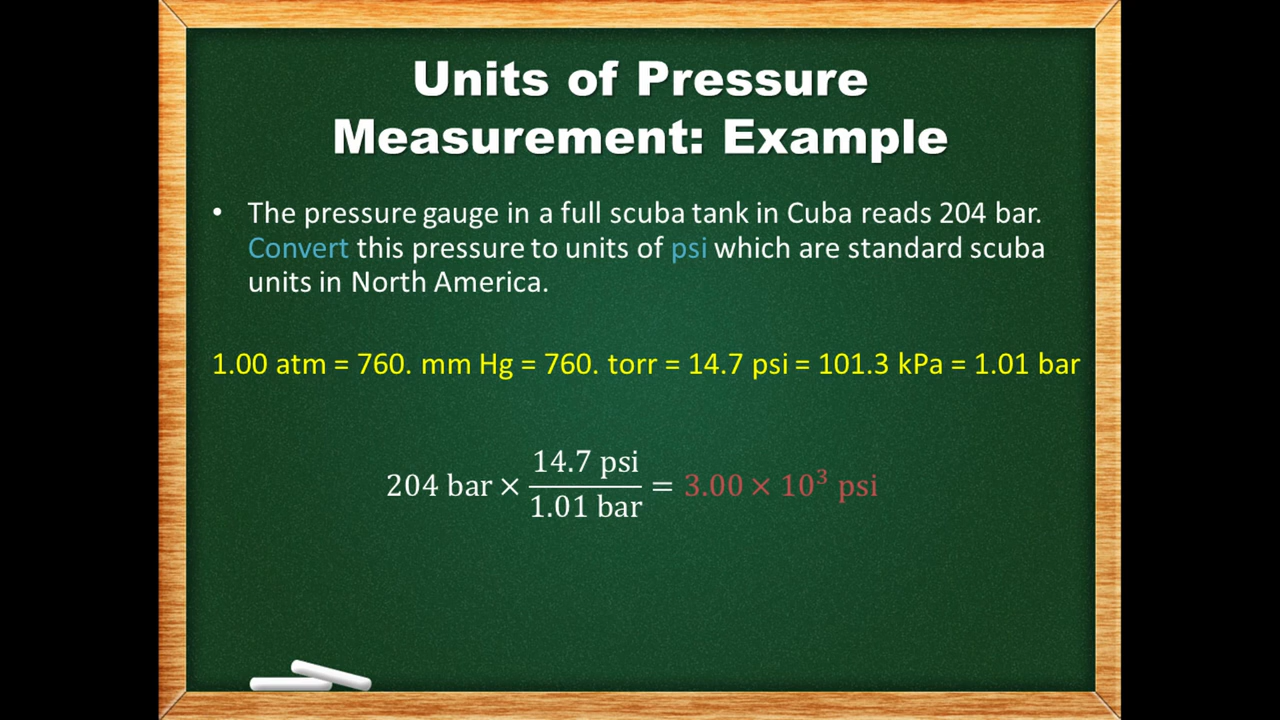 Units of Pressure
Measurement: Example
• The pressure gauge in a full scuba tank in Cuba reads 204 bar.
Convert this pressure to units of psi which are standard scuba
units in North America.
1.00 atm = 760. mm Hg = 760. torr = 14.7 psi = 101.3 kPa = 1.01 bar
204 bar × 14.7 psi / 1.01 bar = 3.00 × 10³ psi